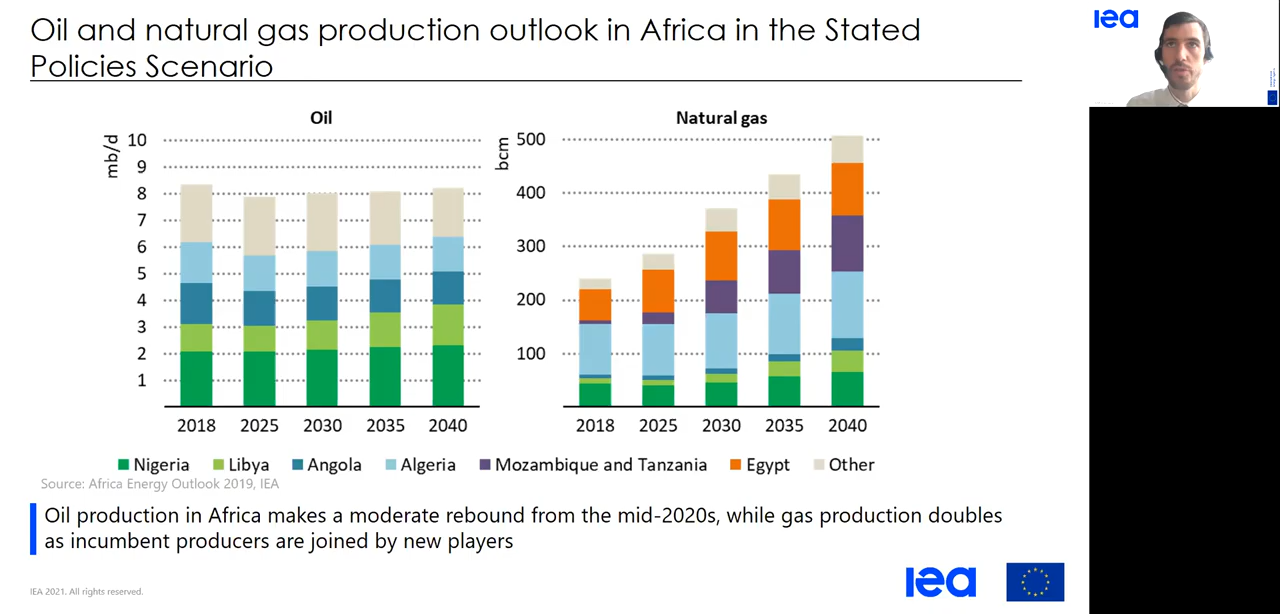 Oil and natural gas production outlook in Africa in the Stated
Policies Scenario
iea
Oil
mb/d
10
9
8
7
6
5
4
3
2
1
2018 2025 2030 2035 2040
Natural gas
bcm
500
400
300
200
100
2018 2025 2030 2035 2040
Nigeria Libya Angola Algeria Mozambique and Tanzania Egypt Other
Source: Africa Energy Outlook 2019, IEA
Oil production in Africa makes a moderate rebound from the mid-2020s, while gas production doubles
as incumbent producers are joined by new players
IEA 2021. All rights reserved.
iea